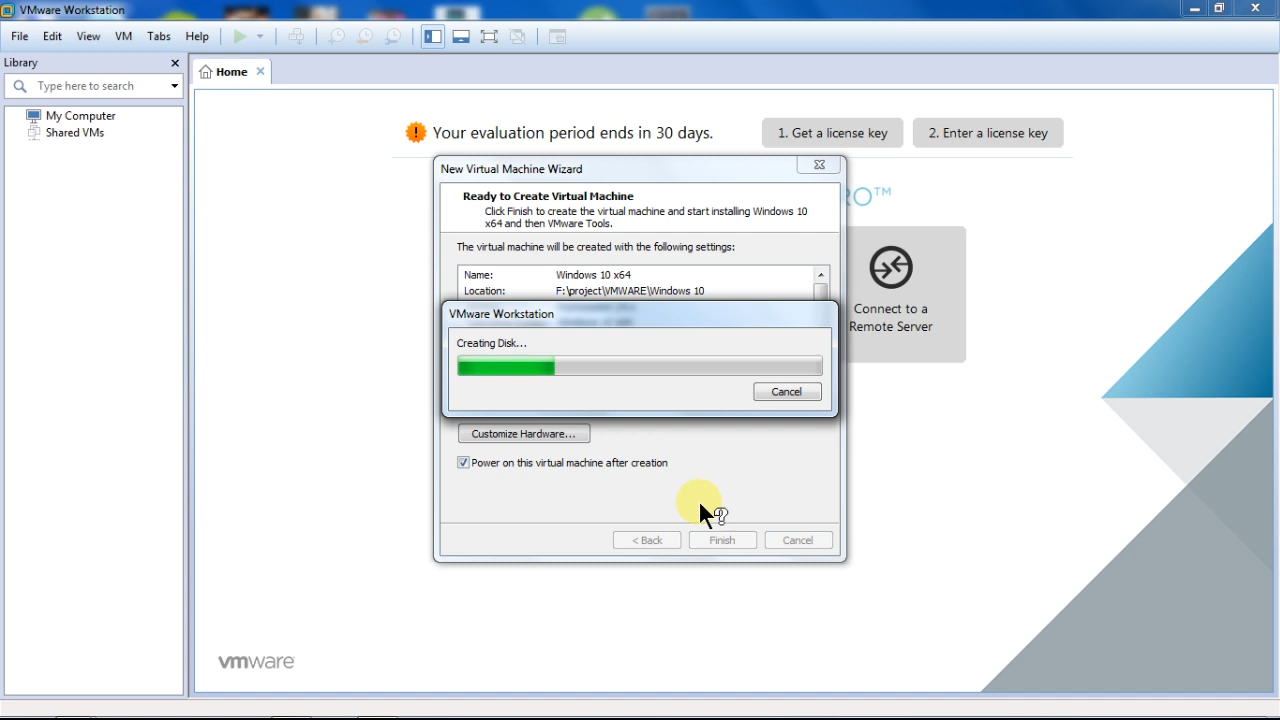 VMware Workstation
File Edit View VM Tabs Help
Library
Type here to search
My Computer
Shared VMs
Home
! Your evaluation period ends in 30 days.
1. Get a license key
2. Enter a license key
New Virtual Machine Wizard
Ready to Create Virtual Machine
Click Finish to create the virtual machine and start installing Windows 10
x64 and then VMware Tools.
RO™
The virtual machine will be created with the following settings:
Name: Windows 10 x64
Location: F:\project\VMWARE\Windows 10
Connect to a
Remote Server
VMware Workstation
Creating Disk...
Cancel
Customize Hardware...
Power on this virtual machine after creation
< Back Finish Cancel
vmware